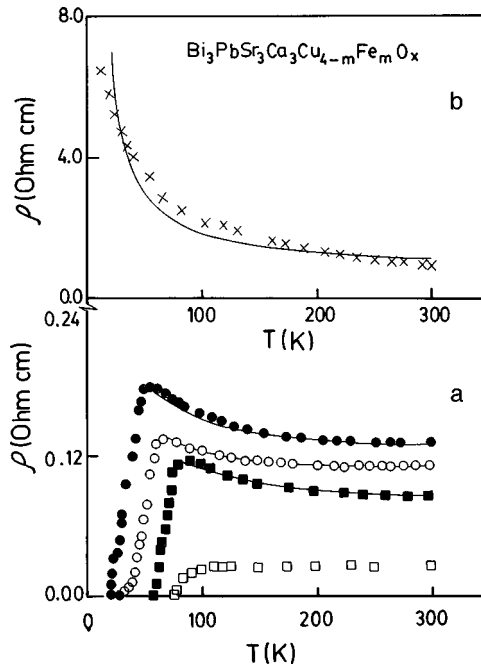 8.0
Bi₃PbSr₃Ca₃Cu₄₋ₘFeₘOₓ
b
ρ(Ohm cm)
4.0
0.0
100 200 300
T(K)
0.24
a
ρ(Ohm cm)
0.12
0.00
0 100 200 300
T(K)